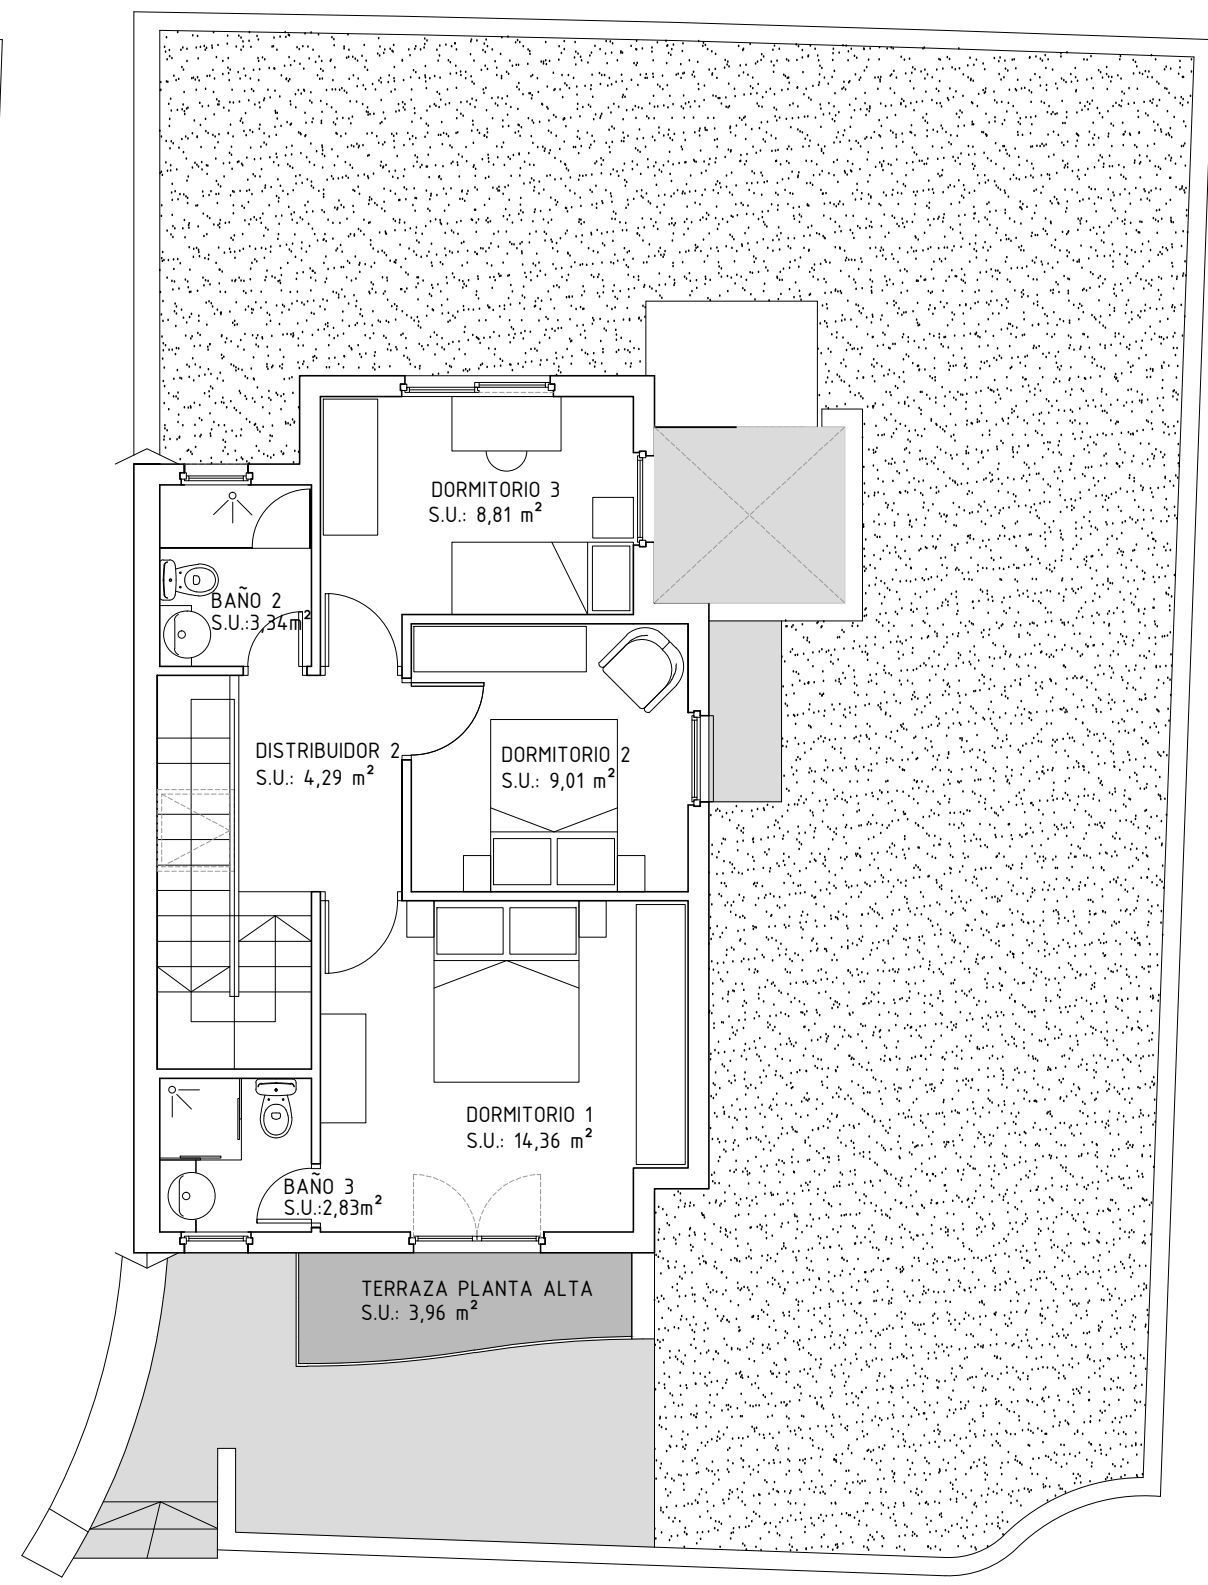 DORMITORIO 3
S.U.: 8,81 m²
BAÑO 2
S.U.:3,34m²
DISTRIBUIDOR 2
S.U.: 4,29 m²
DORMITORIO 2
S.U.: 9,01 m²
DORMITORIO 1
S.U.: 14,36 m²
BAÑO 3
S.U.:2,83m²
TERRAZA PLANTA ALTA
S.U.: 3,96 m²